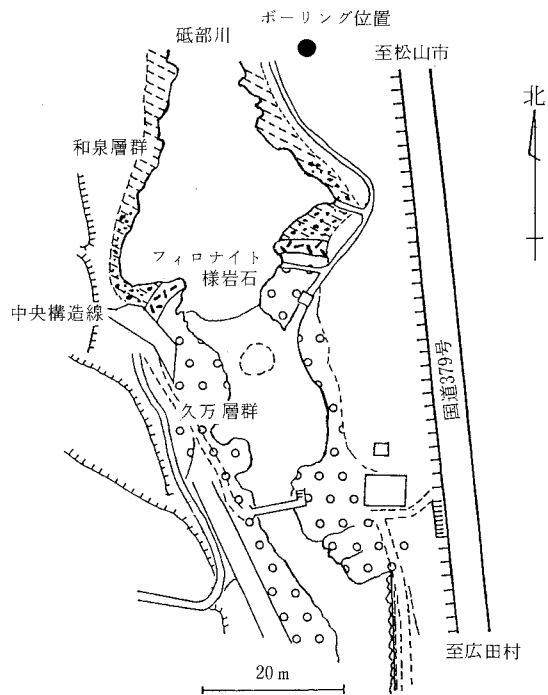 ボーリング位置
砥部川
至松山市
北
和泉層群
フィロナイト
様岩石
中央構造線
国道379号
久万層群
至広田村
20m